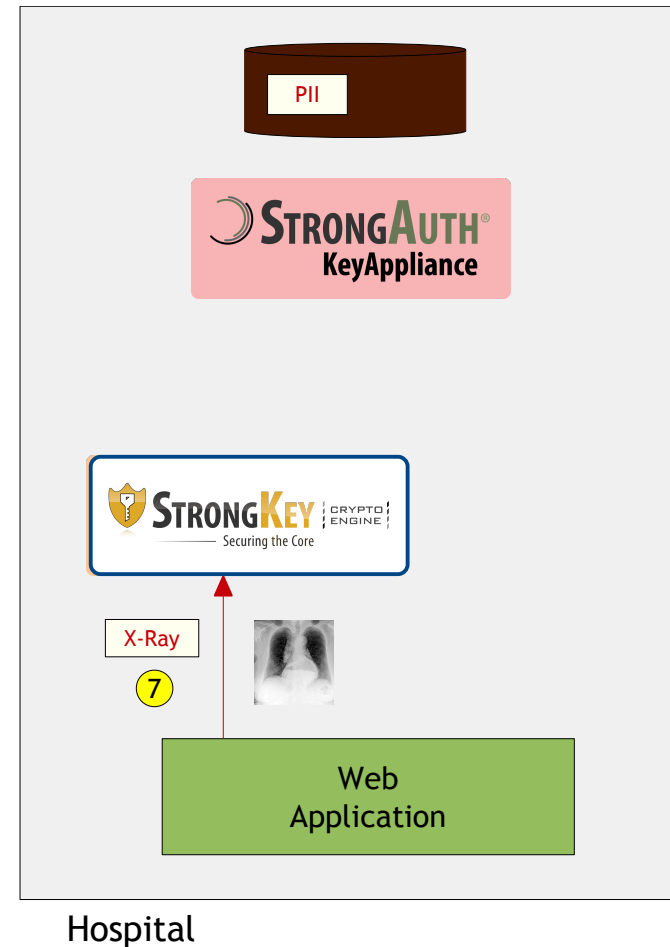 PII
STRONGAUTH®
KeyAppliance
STRONGKEY CRYPTO ENGINE
Securing the Core
X-Ray
7
Web
Application
Hospital